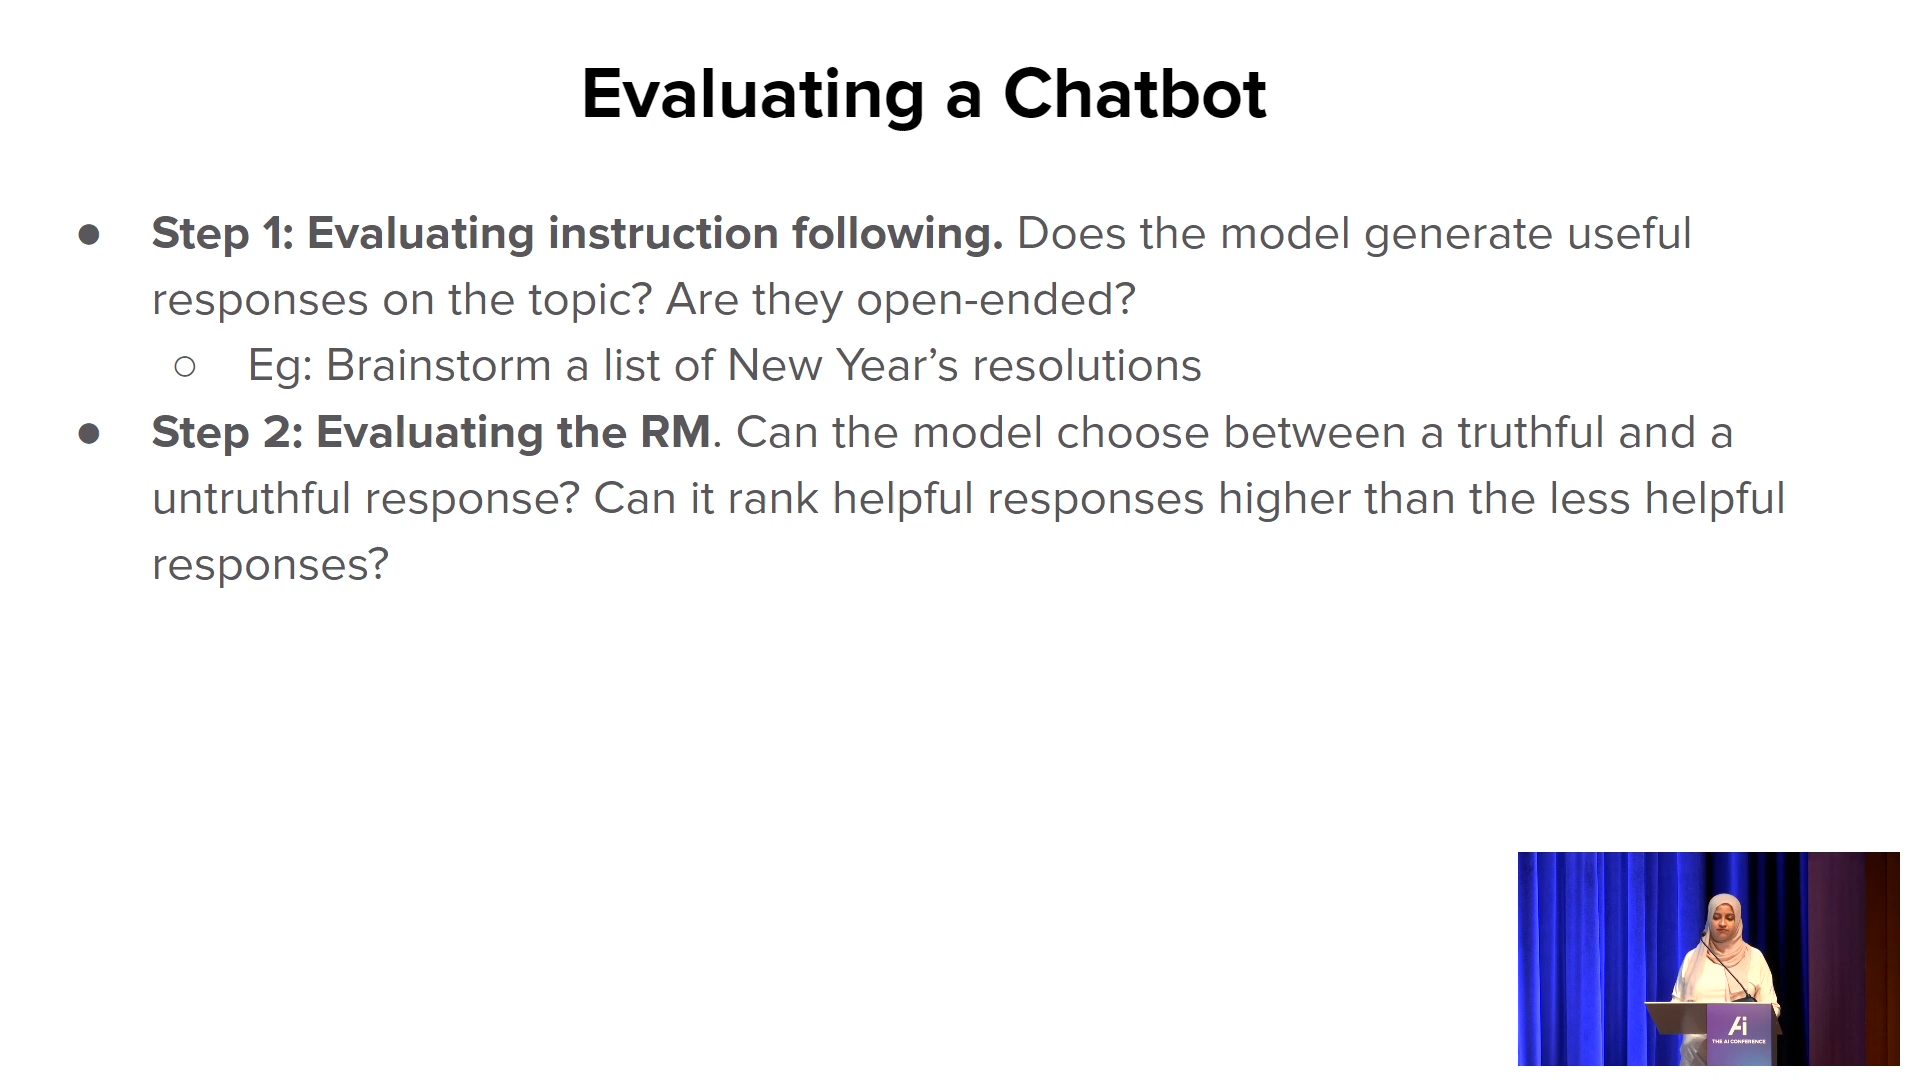 Evaluating a Chatbot
● Step 1: Evaluating instruction following. Does the model generate useful
responses on the topic? Are they open-ended?
○ Eg: Brainstorm a list of New Year’s resolutions
● Step 2: Evaluating the RM. Can the model choose between a truthful and a
untruthful response? Can it rank helpful responses higher than the less helpful
responses?
Ai
THE AI CONFERENCE